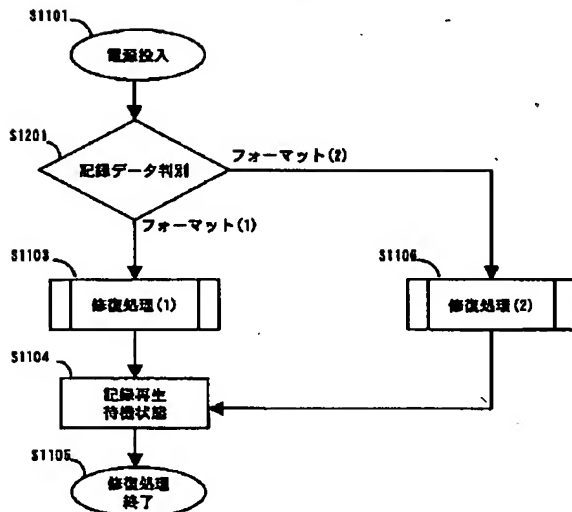 S1101
電源投入
S1201
記録データ判別
フォーマット(2)
フォーマット(1)
S1103
修復処理(1)
S1106
修復処理(2)
S1104
記録再生
待機状態
S1105
修復処理
終了